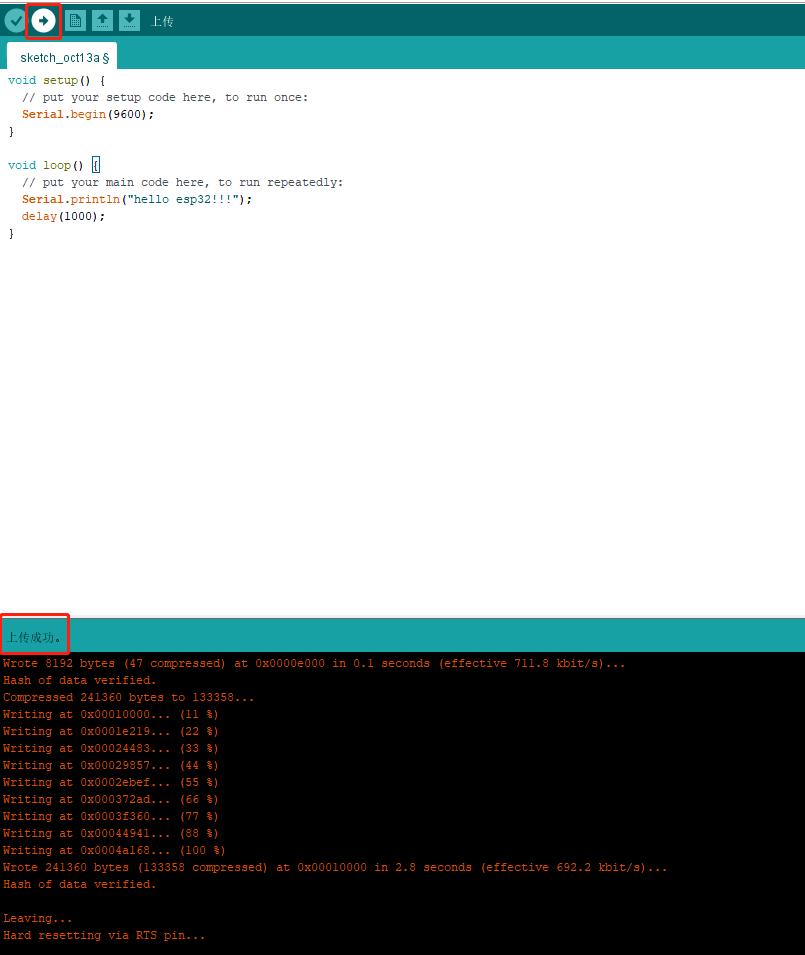 上传
sketch_oct13a §
void setup() {
  // put your setup code here, to run once:
  Serial.begin(9600);
}

void loop() {
  // put your main code here, to run repeatedly:
  Serial.println("hello esp32!!!");
  delay(1000);
}
上传成功。
Wrote 8192 bytes (47 compressed) at 0x0000e000 in 0.1 seconds (effective 711.8 kbit/s)...
Hash of data verified.
Compressed 241360 bytes to 133358...
Writing at 0x00010000... (11 %)
Writing at 0x0001e219... (22 %)
Writing at 0x00024483... (33 %)
Writing at 0x00029857... (44 %)
Writing at 0x0002ebef... (55 %)
Writing at 0x000372ad... (66 %)
Writing at 0x0003f360... (77 %)
Writing at 0x00044941... (88 %)
Writing at 0x0004a168... (100 %)
Wrote 241360 bytes (133358 compressed) at 0x00010000 in 2.8 seconds (effective 692.2 kbit/s)...
Hash of data verified.

Leaving...
Hard resetting via RTS pin...